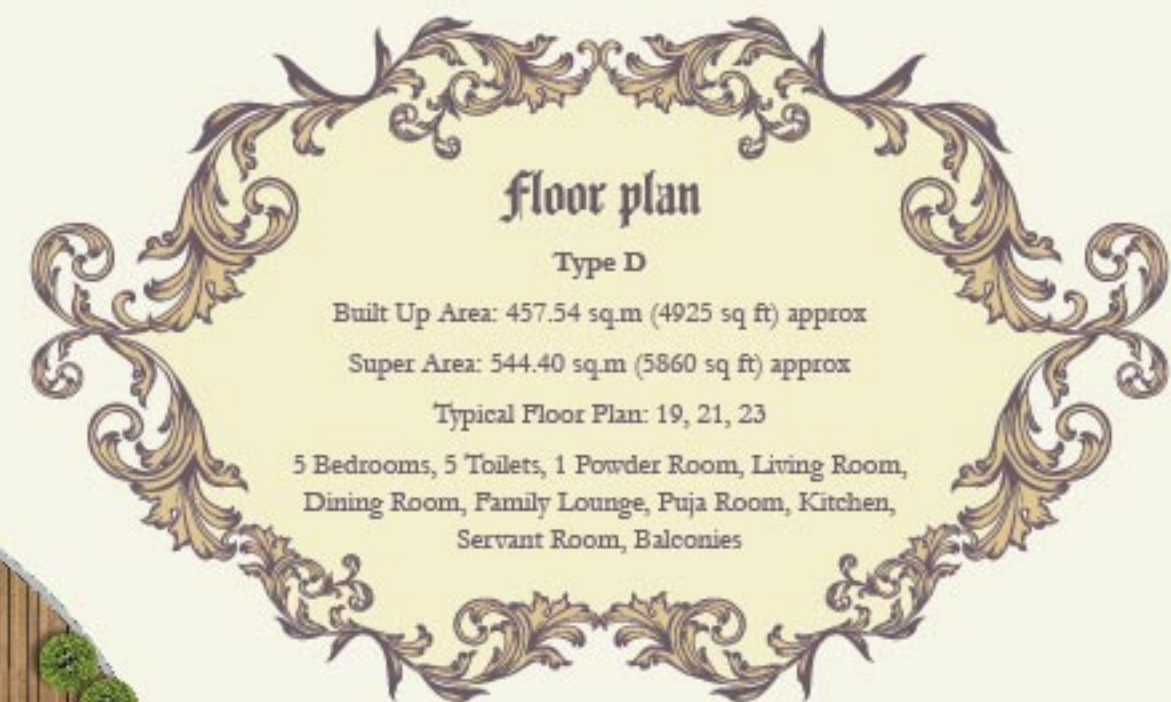 Floor plan
Type D
Built Up Area: 457.54 sq.m (4925 sq ft) approx
Super Area: 544.40 sq.m (5860 sq ft) approx
Typical Floor Plan: 19, 21, 23
5 Bedrooms, 5 Toilets, 1 Powder Room, Living Room,
Dining Room, Family Lounge, Puja Room, Kitchen,
Servant Room, Balconies